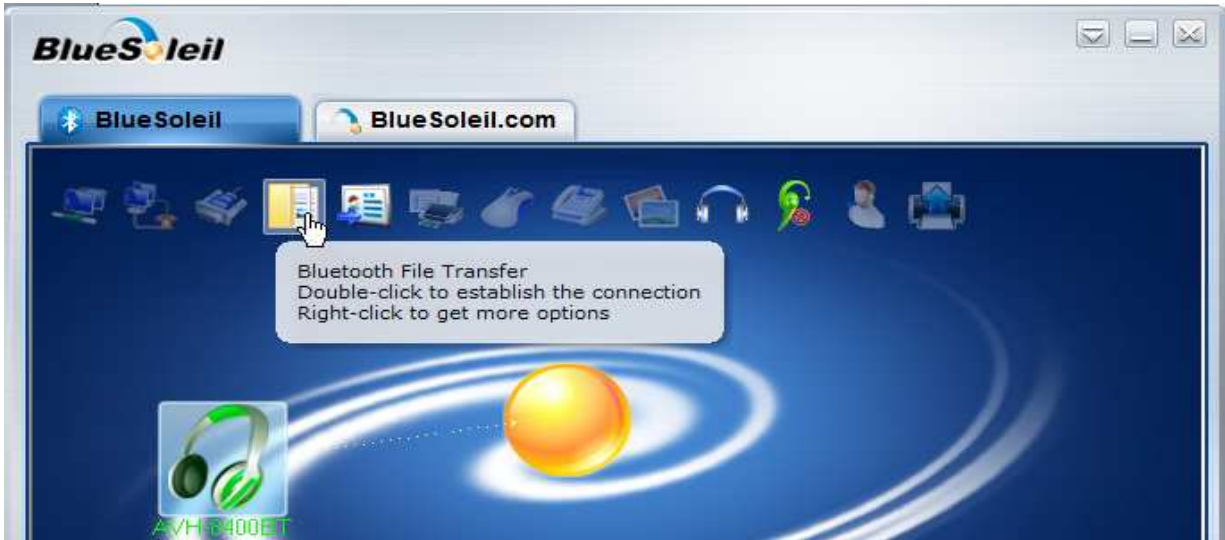 BlueSoleil
BlueSoleil
BlueSoleil.com
Bluetooth File Transfer
Double-click to establish the connection
Right-click to get more options
AVH-8400BT